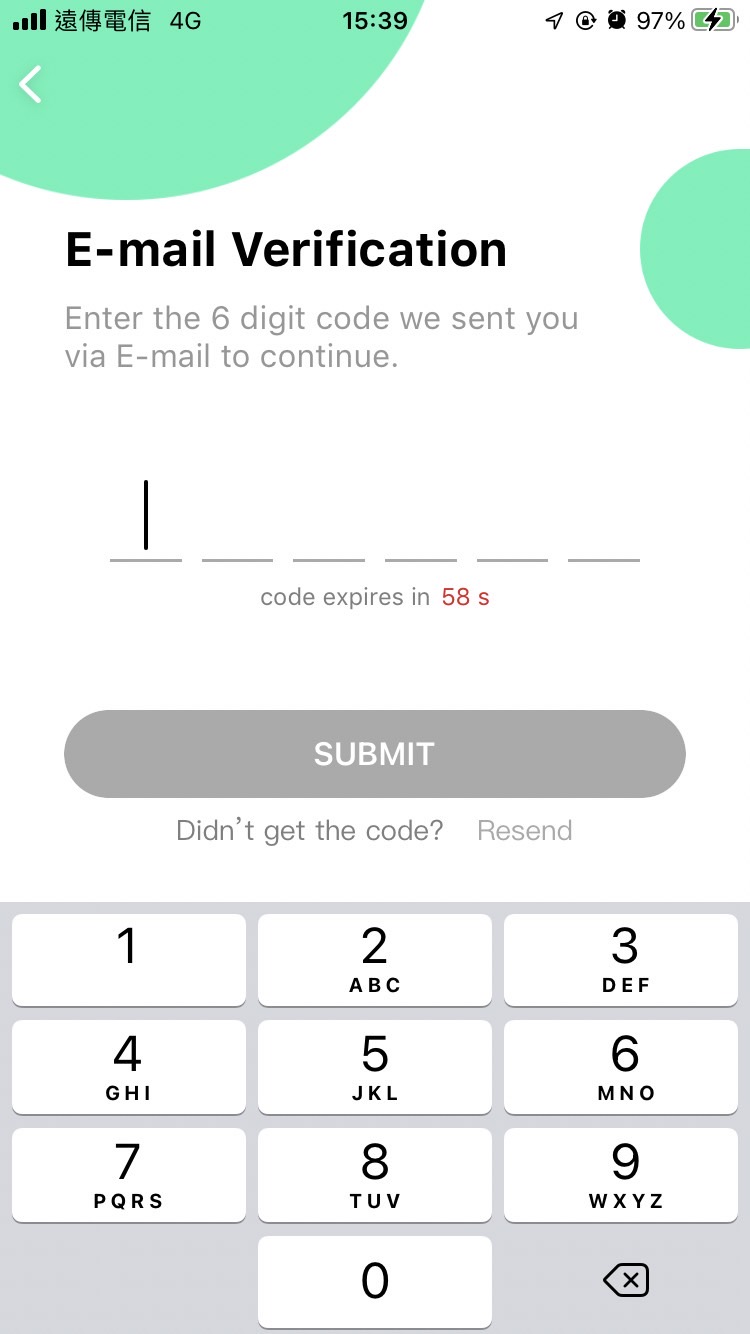 遠傳電信 4G 15:39 97%
E-mail Verification
Enter the 6 digit code we sent you
via E-mail to continue.
code expires in 58 s
SUBMIT
Didn't get the code? Resend
1 2 3
ABC DEF
4 5 6
GHI JKL MNO
7 8 9
PQRS TUV WXYZ
0